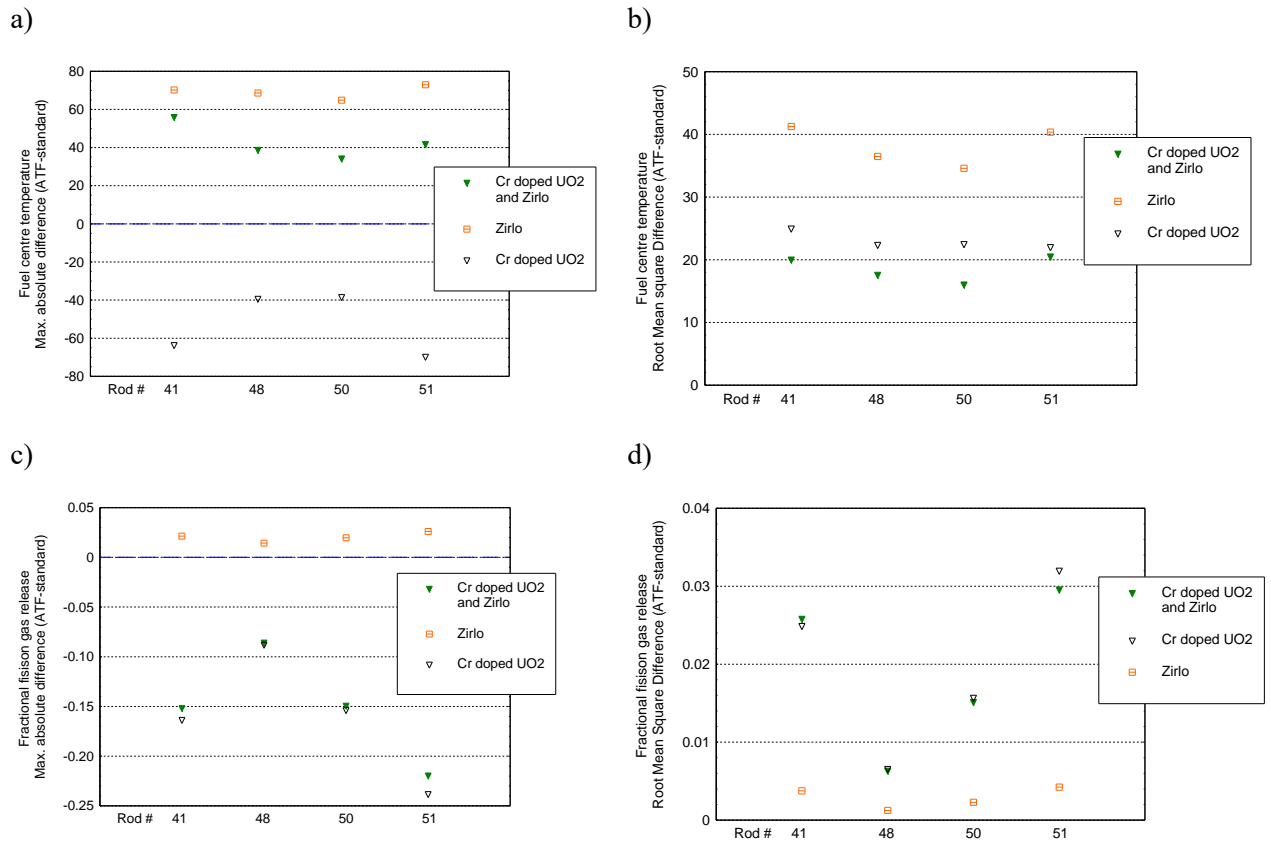 a)
Fuel centre temperature
Max. absolute difference (ATF-standard)
80
60
40
20
0
-20
-40
-60
-80
Rod # 41 48 50 51
Cr doped UO2
and Zirlo
Zirlo
Cr doped UO2
b)
Fuel centre temperature
Root Mean square Difference (ATF-standard)
50
40
30
20
10
0
Rod # 41 48 50 51
Cr doped UO2
and Zirlo
Zirlo
Cr doped UO2
c)
Fractional fisison gas release
Max. absolute difference (ATF-standard)
0.05
0
-0.05
-0.10
-0.15
-0.20
-0.25
Rod # 41 48 50 51
Cr doped UO2
and Zirlo
Zirlo
Cr doped UO2
d)
Fractional fisison gas release
Root Mean Square Difference (ATF-standard)
0.04
0.03
0.02
0.01
0
Rod # 41 48 50 51
Cr doped UO2
and Zirlo
Cr doped UO2
Zirlo